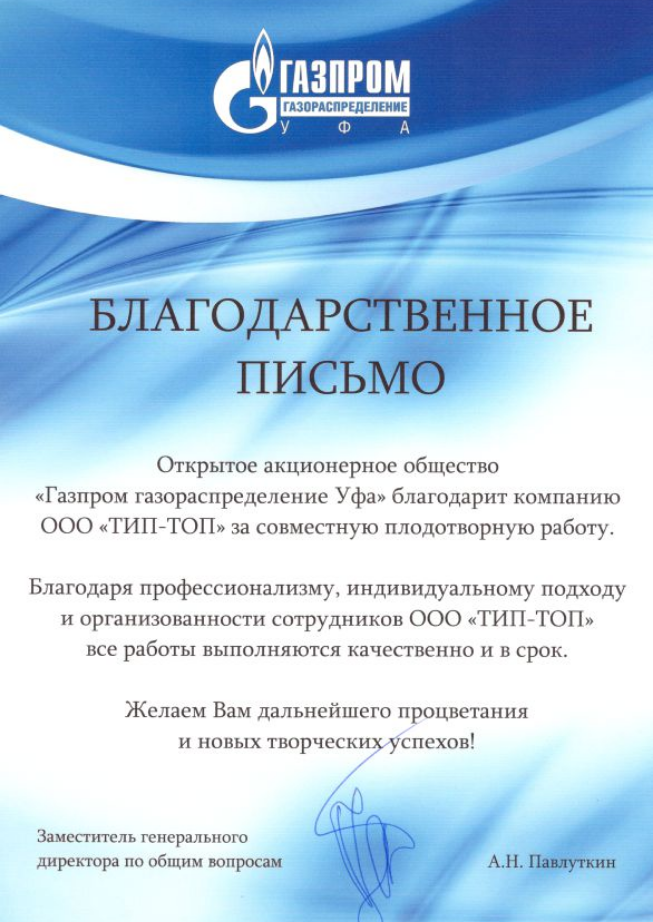 ГАЗПРОМ
ГАЗОРАСПРЕДЕЛЕНИЕ
УФА
БЛАГОДАРСТВЕННОЕ
ПИСЬМО
Открытое акционерное общество
«Газпром газораспределение Уфа» благодарит компанию
ООО «ТИП-ТОП» за совместную плодотворную работу.
Благодаря профессионализму, индивидуальному подходу
и организованности сотрудников ООО «ТИП-ТОП»
все работы выполняются качественно и в срок.
Желаем Вам дальнейшего процветания
и новых творческих успехов!
Заместитель генерального
директора по общим вопросам
А.Н. Павлуткин